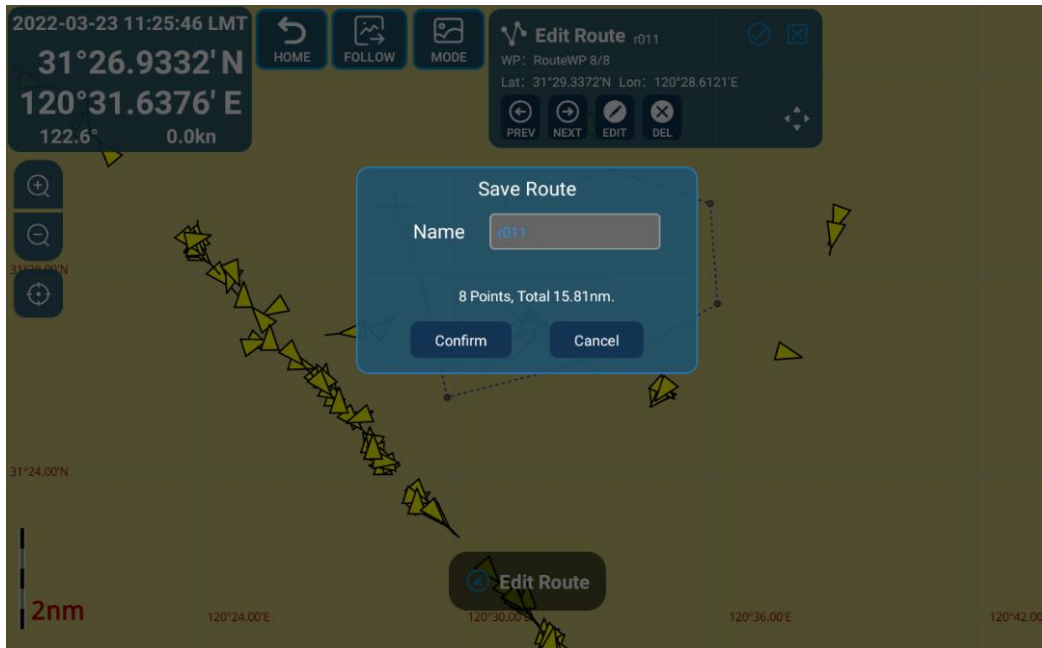 2022-03-23 11:25:46 LMT
31°26.9332' N
120°31.6376' E
122.6° 0.0kn
HOME
FOLLOW
MODE
Edit Route r011
WP: RouteWP 8/8
Lat: 31°29.3372'N Lon: 120°28.6121'E
PREV
NEXT
EDIT
DEL
Save Route
Name r011
8 Points, Total 15.81nm.
Confirm
Cancel
31°24.00'N
Edit Route
2nm
120°24.00'E
120°30.00'E
120°36.00'E
120°42.00